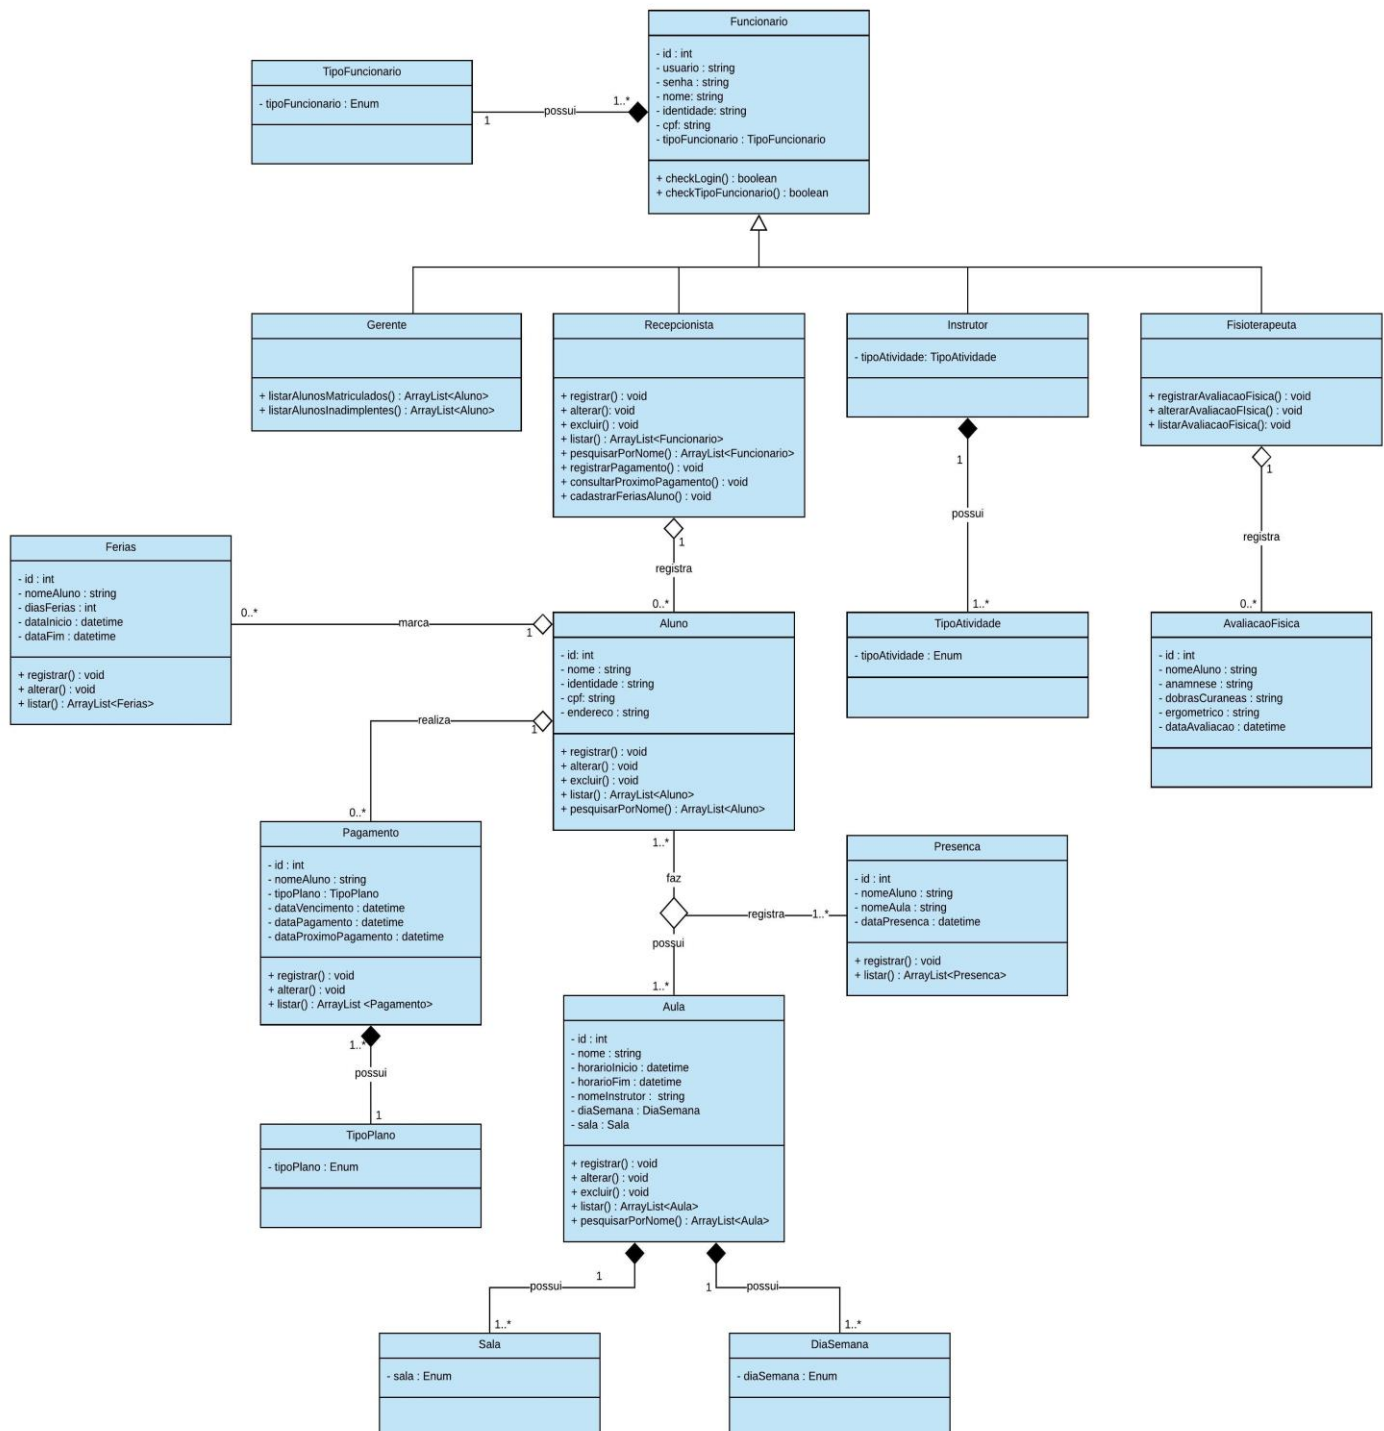 Funcionario
- id : int
- usuario : string
- senha : string
- nome: string
- identidade: string
- cpf: string
- tipoFuncionario : TipoFuncionario
+ checkLogin() : boolean
+ checkTipoFuncionario() : boolean
TipoFuncionario
- tipoFuncionario : Enum
1
possui
1..*
Gerente
+ listarAlunosMatriculados() : ArrayList<Aluno>
+ listarAlunosInadimplentes() : ArrayList<Aluno>
Recepcionista
+ registrar() : void
+ alterar(): void
+ excluir() : void
+ listar() : ArrayList<Funcionario>
+ pesquisarPorNome() : ArrayList<Funcionario>
+ registrarPagamento() : void
+ consultarProximoPagamento() : void
+ cadastrarFeriasAluno() : void
Instrutor
- tipoAtividade: TipoAtividade
Fisioterapeuta
+ registrarAvaliacaoFisica() : void
+ alterarAvaliacaoFIsica() : void
+ listarAvaliacaoFisica(): void
1
registra
0..*
1
possui
1..*
1
registra
0..*
Ferias
- id : int
- nomeAluno : string
- diasFerias : int
- dataInicio : datetime
- dataFim : datetime
+ registrar() : void
+ alterar() : void
+ listar() : ArrayList<Ferias>
0..*
marca
1
Aluno
- id: int
- nome : string
- identidade : string
- cpf: string
- endereco : string
+ registrar() : void
+ alterar() : void
+ excluir() : void
+ listar() : ArrayList<Aluno>
+ pesquisarPorNome() : ArrayList<Aluno>
TipoAtividade
- tipoAtividade : Enum
AvaliacaoFisica
- id : int
- nomeAluno : string
- anamnese : string
- dobrasCuraneas : string
- ergometrico : string
- dataAvaliacao : datetime
realiza
1
0..*
Pagamento
- id : int
- nomeAluno : string
- tipoPlano : TipoPlano
- dataVencimento : datetime
- dataPagamento : datetime
- dataProximoPagamento : datetime
+ registrar() : void
+ alterar() : void
+ listar() : ArrayList <Pagamento>
1..*
faz
possui
1..*
registra
1..*
Presenca
- id : int
- nomeAluno : string
- nomeAula : string
- dataPresenca : datetime
+ registrar() : void
+ listar() : ArrayList<Presenca>
1..*
possui
1
TipoPlano
- tipoPlano : Enum
Aula
- id : int
- nome : string
- horarioInicio : datetime
- horarioFim : datetime
- nomeInstrutor :  string
- diaSemana : DiaSemana
- sala : Sala
+ registrar() : void
+ alterar() : void
+ excluir() : void
+ listar() : ArrayList<Aula>
+ pesquisarPorNome() : ArrayList<Aula>
1
possui
1..*
1
possui
1..*
Sala
- sala : Enum
DiaSemana
- diaSemana : Enum